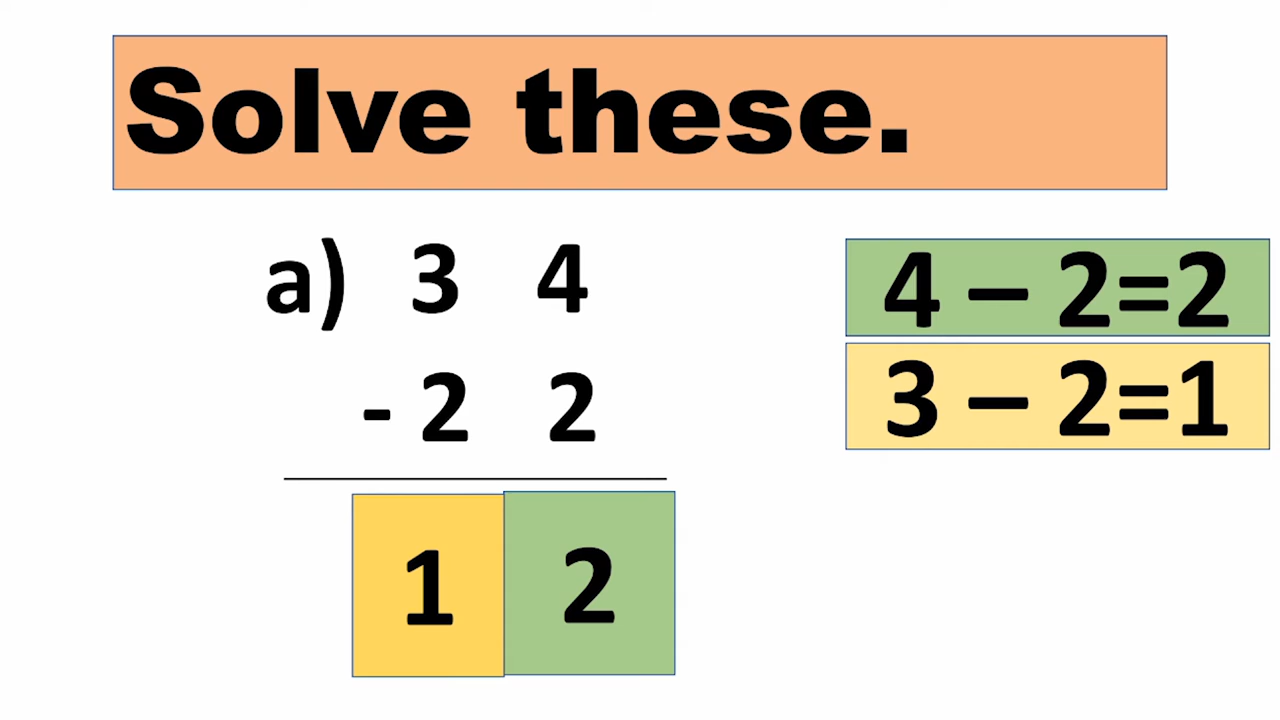 Solve these.
a) 3 4
- 2 2
1 2
4 – 2=2
3 – 2=1